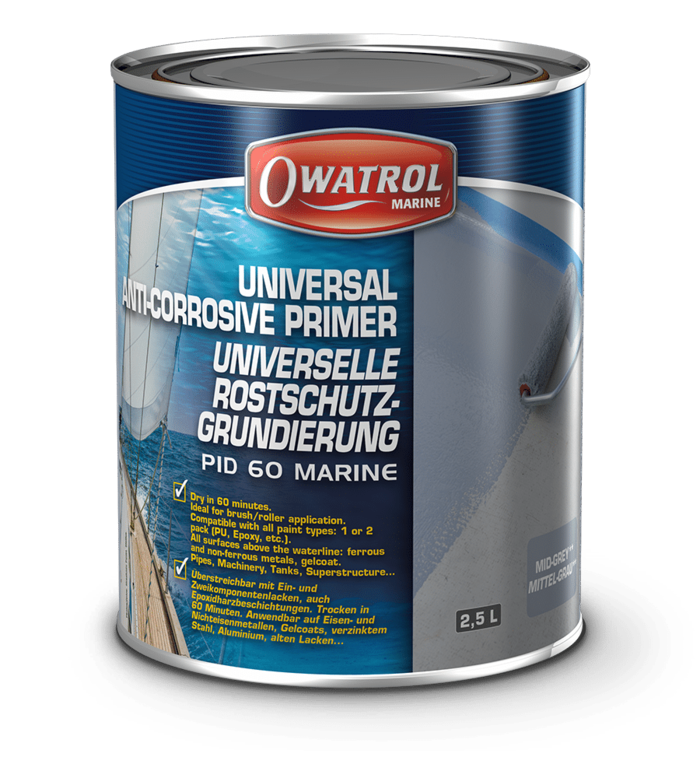 OWATROL
MARINE
UNIVERSAL
ANTI-CORROSIVE PRIMER
UNIVERSELLE
ROSTSCHUTZ-
GRUNDIERUNG
PID 60 MARINE
Dry in 60 minutes.
Ideal for brush/roller application.
Compatible with all paint types: 1 or 2
pack (PU, Epoxy, etc.).
All surfaces above the waterline: ferrous
and non-ferrous metals, gelcoat.
Pipes, Machinery, Tanks, Superstructure...
Überstreichbar mit Ein- und
Zweikomponentenlacken, auch
Epoxidharzbeschichtungen. Trocken in
60 Minuten. Anwendbar auf Eisen- und
Nichteisenmetallen, Gelcoats, verzinktem
Stahl, Aluminium, alten Lacken...
MID-GREY**
MITTEL-GRAU**
2,5 L